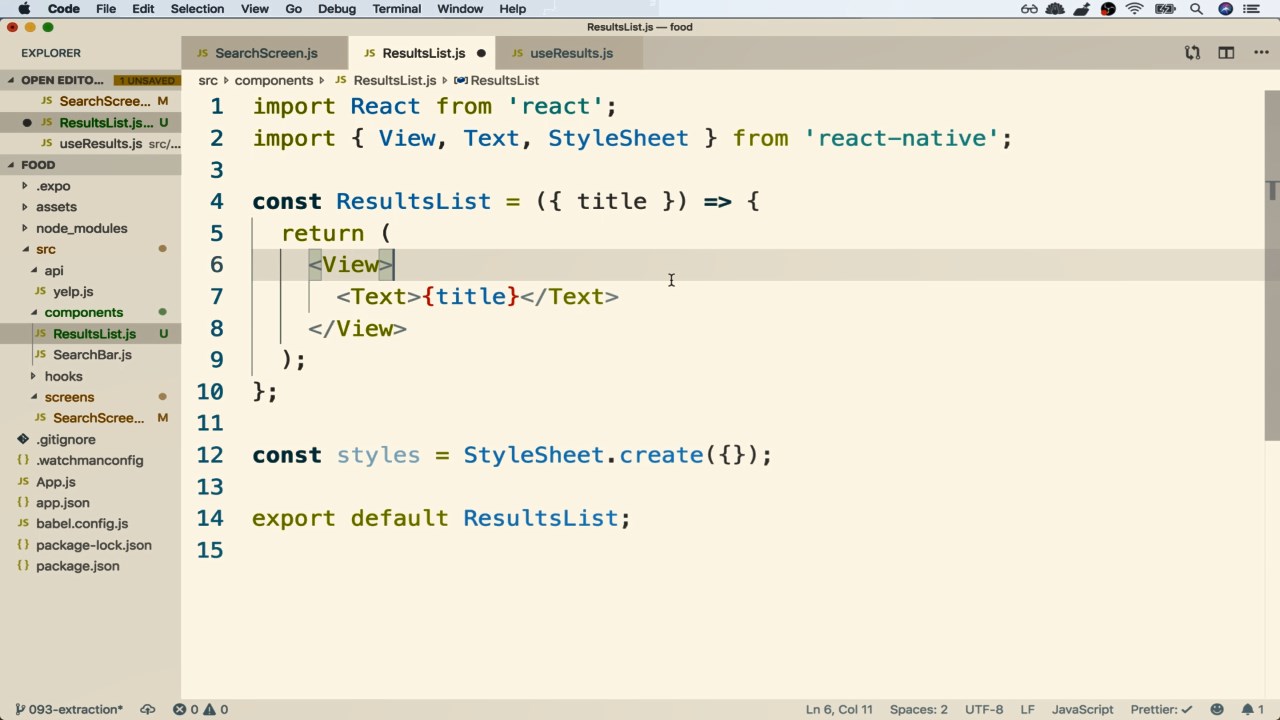 Code File Edit Selection View Go Debug Terminal Window Help
ResultsList.js — food
EXPLORER
JS SearchScreen.js JS ResultsList.js ● JS useResults.js
OPEN EDITO... 1 UNSAVED
JS SearchScree... M
● JS ResultsList.js... U
JS useResults.js src/...
FOOD
.expo
assets
node_modules
src
api
JS yelp.js
components
JS ResultsList.js U
JS SearchBar.js
hooks
screens
JS SearchScree... M
.gitignore
{} .watchmanconfig
JS App.js
{} app.json
JS babel.config.js
{} package-lock.json
{} package.json
src components JS ResultsList.js ResultsList
1 import React from 'react';
2 import { View, Text, StyleSheet } from 'react-native';
3
4 const ResultsList = ({ title }) => {
5 return (
6 <View>
7 <Text>{title}</Text>
8 </View>
9 );
10 };
11
12 const styles = StyleSheet.create({});
13
14 export default ResultsList;
15
093-extraction* 0 0 Ln 6, Col 11 Spaces: 2 UTF-8 LF JavaScript Prettier: ✓ 1